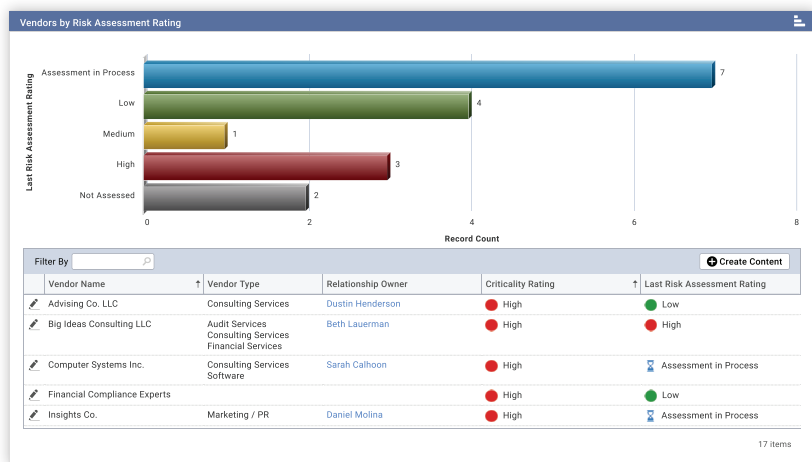 Vendors by Risk Assessment Rating
Last Risk Assessment Rating
Assessment in Process
7
Low
4
Medium
1
High
3
Not Assessed
2
0 2 4 6 8
Record Count
Filter By
Create Content
Vendor Name Vendor Type Relationship Owner Criticality Rating Last Risk Assessment Rating
Advising Co. LLC Consulting Services Dustin Henderson High Low
Big Ideas Consulting LLC Audit Services Beth Lauerman High High
Consulting Services
Financial Services
Computer Systems Inc. Consulting Services Sarah Calhoon High Assessment in Process
Software
Financial Compliance Experts High Low
Insights Co. Marketing / PR Daniel Molina High Assessment in Process
17 items